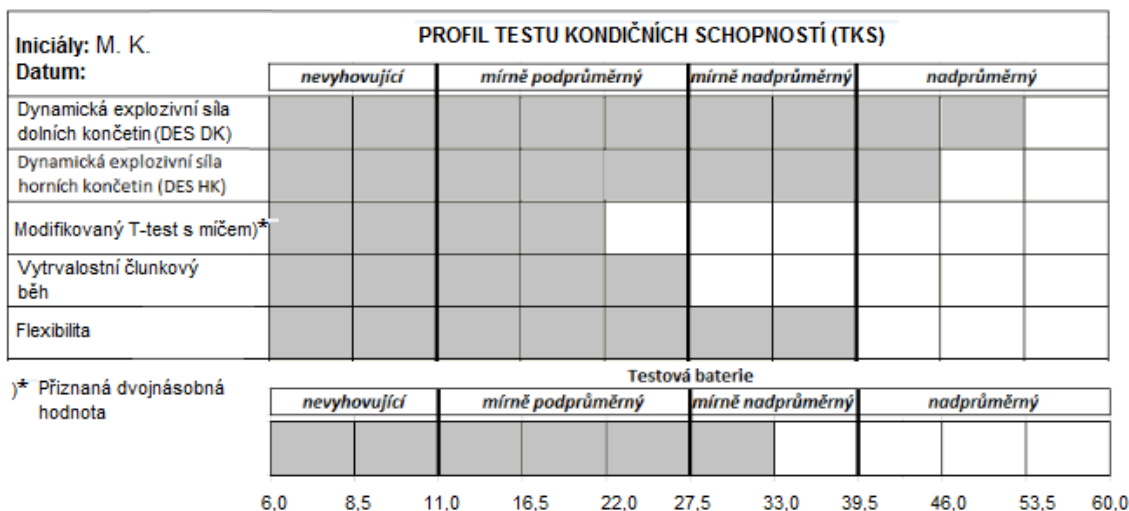 PROFIL TESTU KONDIČNÍCH SCHOPNOSTÍ (TKS)
Iniciály: M. K.
Datum:
nevyhovující mírně podprůměrný mírně nadprůměrný nadprůměrný
Dynamická explozivní síla
dolních končetin (DES DK)
Dynamická explozivní síla
horních končetin (DES HK)
Modifikovaný T-test s míčem)*
Vytrvalostní člunkový
běh
Flexibilita
)* Přiznaná dvojnásobná
hodnota
Testová baterie
nevyhovující mírně podprůměrný mírně nadprůměrný nadprůměrný
6,0 8,5 11,0 16,5 22,0 27,5 33,0 39,5 46,0 53,5 60,0